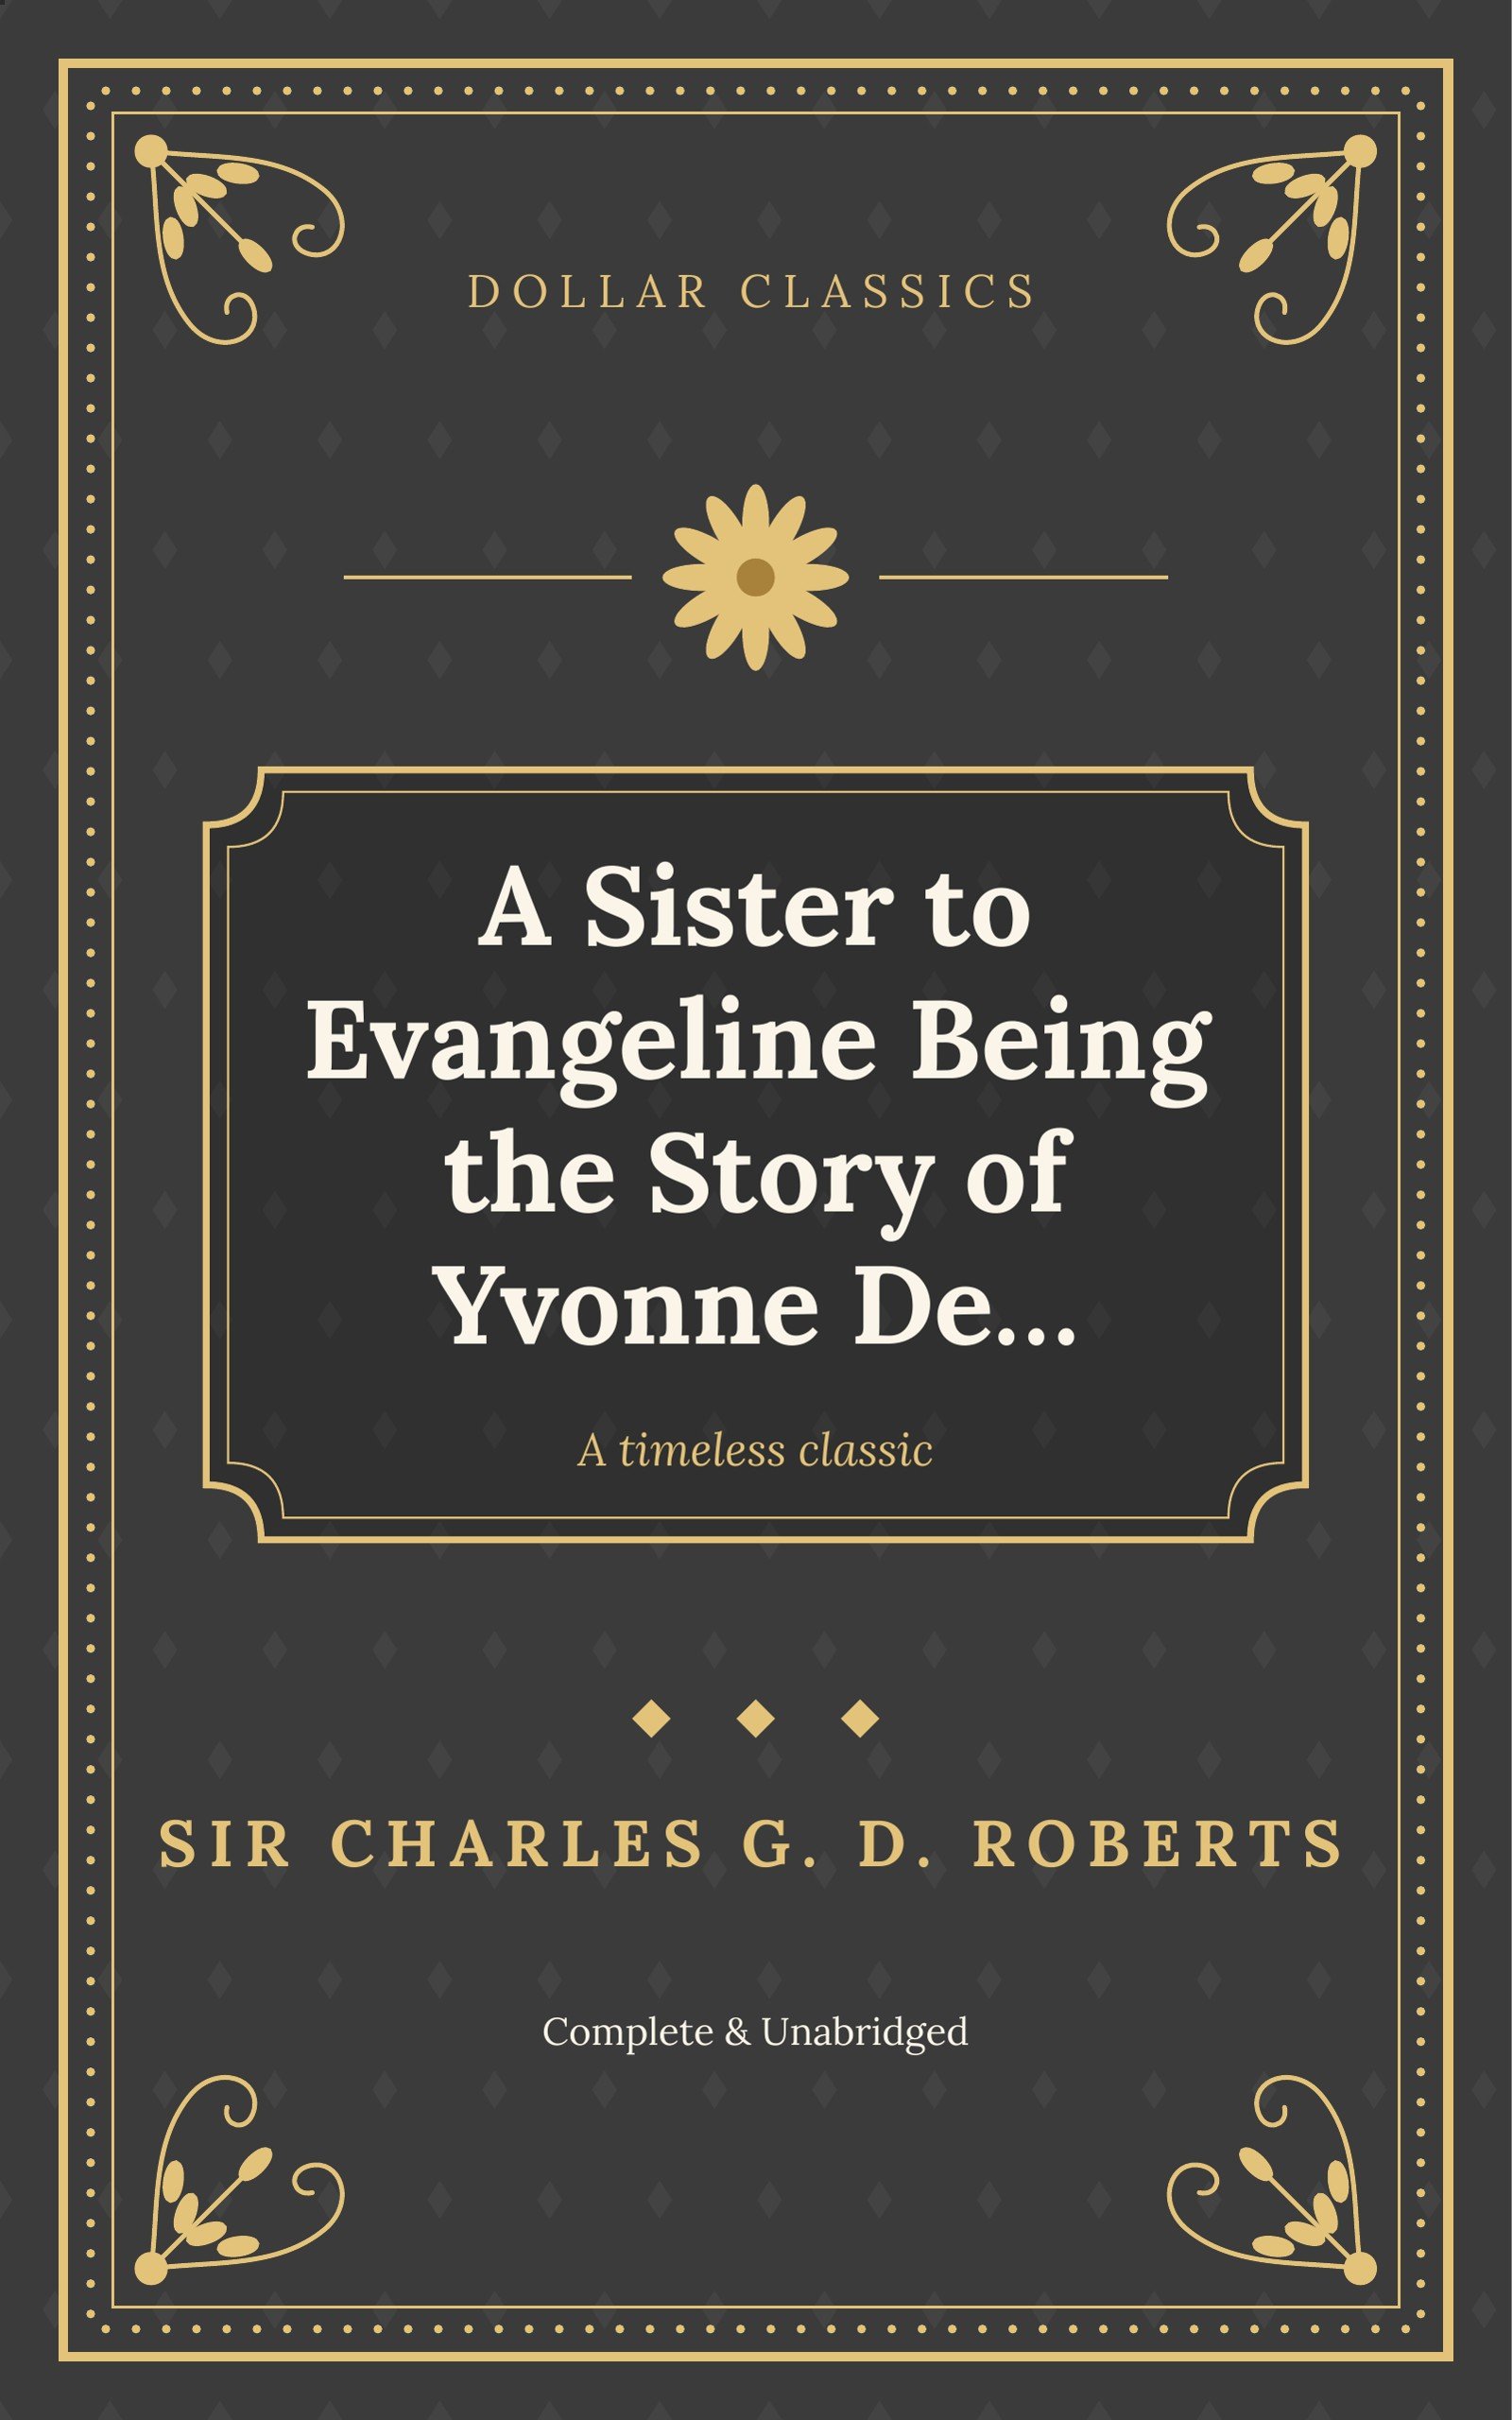 DOLLAR CLASSICS
A Sister to
Evangeline Being
the Story of
Yvonne De...
A timeless classic
SIR CHARLES G. D. ROBERTS
Complete & Unabridged